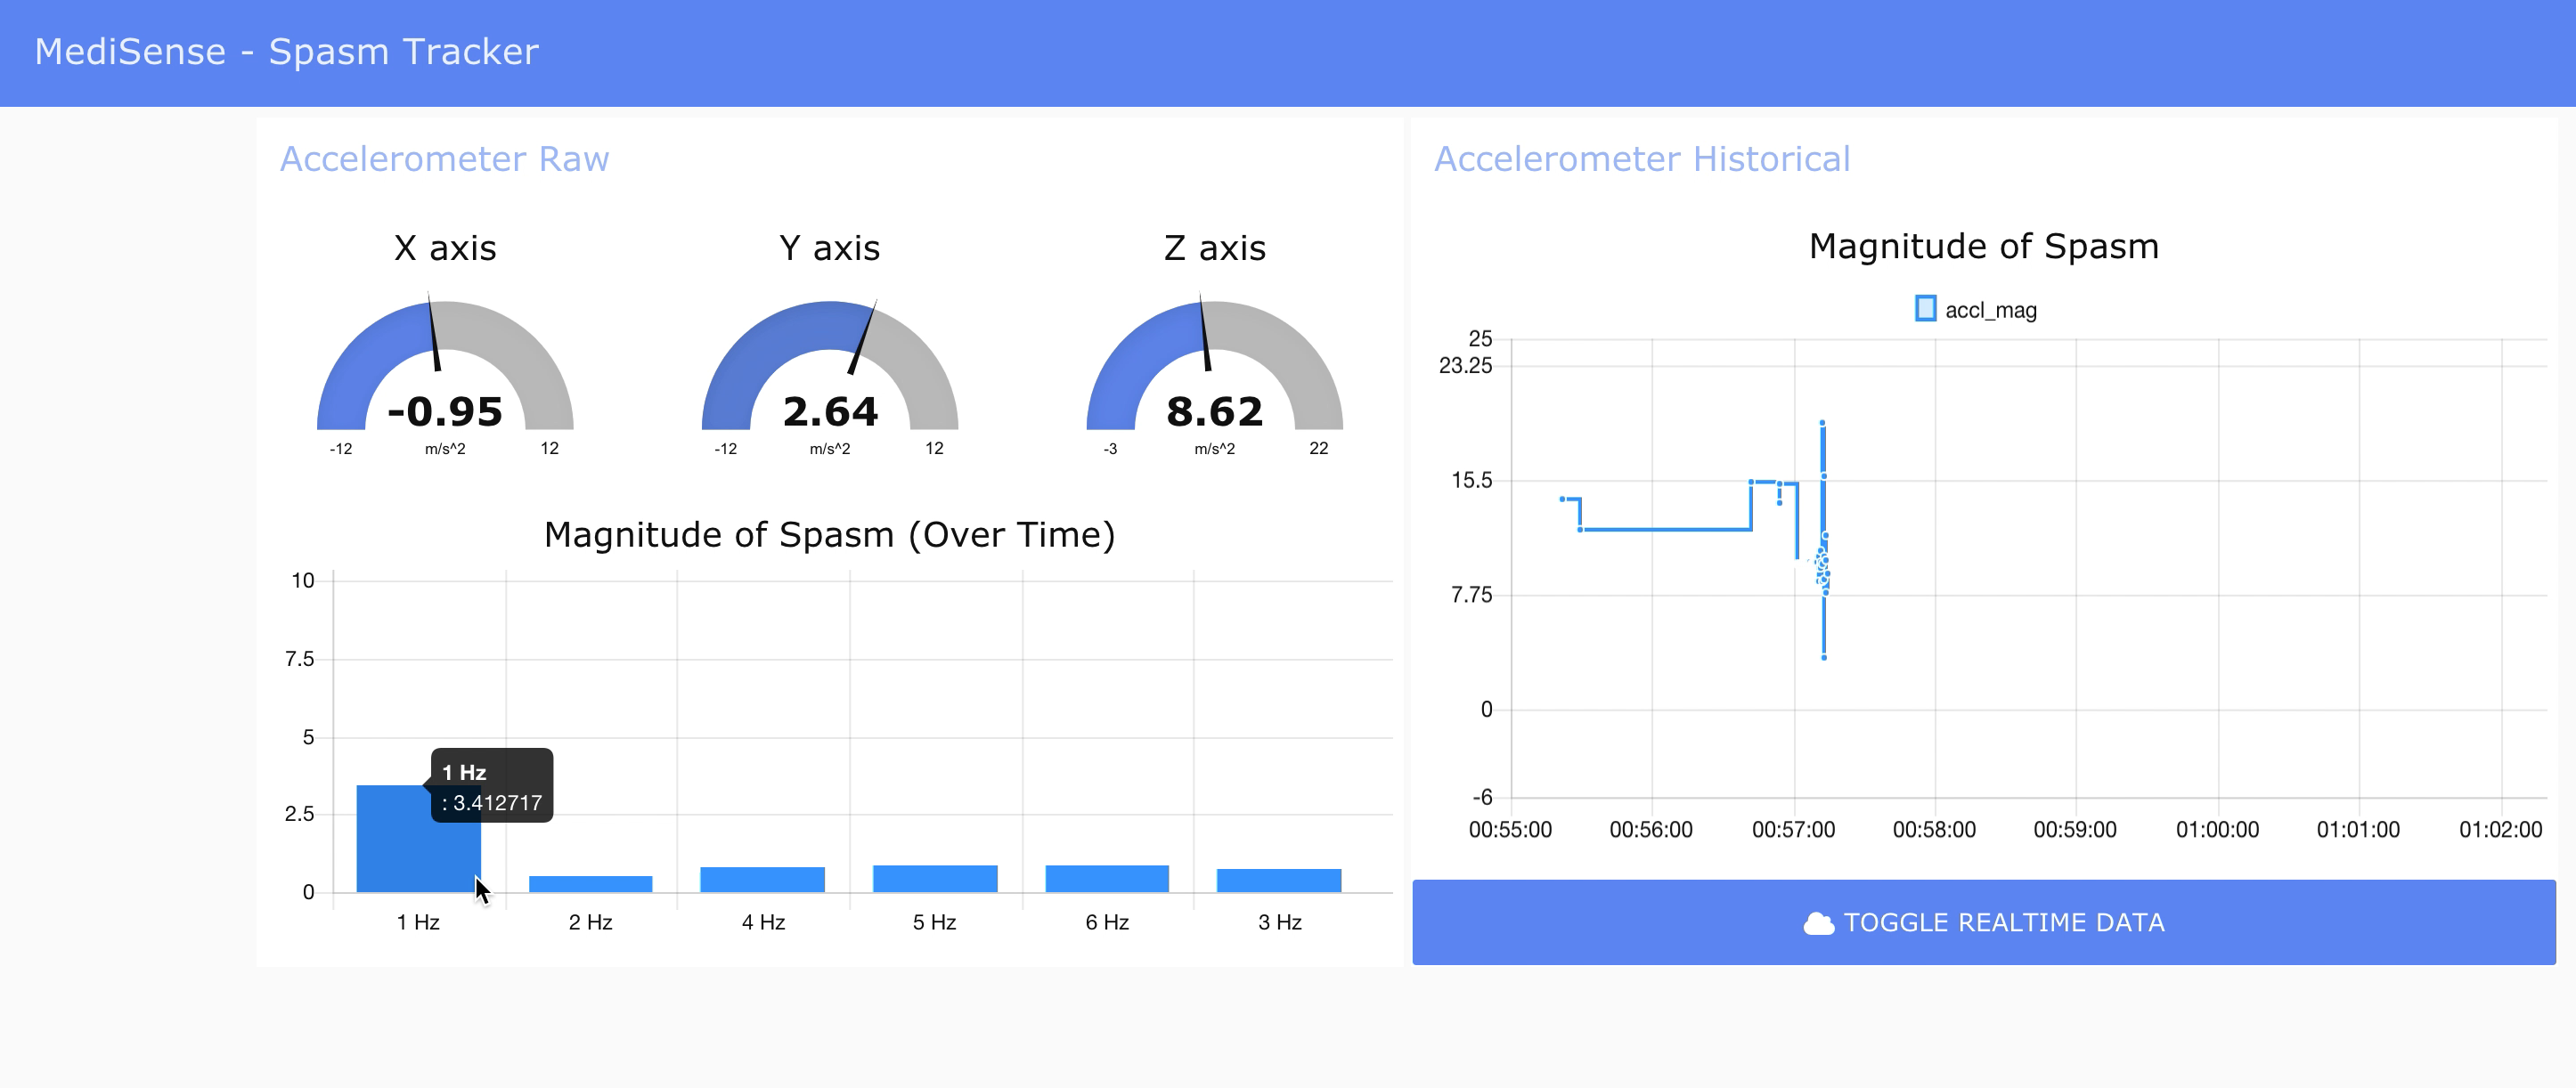 MediSense - Spasm Tracker
Accelerometer Raw
X axis
Y axis
Z axis
-0.95
2.64
8.62
-12 m/s^2 12
-12 m/s^2 12
-3 m/s^2 22
Magnitude of Spasm (Over Time)
10
7.5
5
2.5
0
1 Hz
: 3.412717
1 Hz 2 Hz 4 Hz 5 Hz 6 Hz 3 Hz
Accelerometer Historical
Magnitude of Spasm
accl_mag
25
23.25
15.5
7.75
0
-6
00:55:00 00:56:00 00:57:00 00:58:00 00:59:00 01:00:00 01:01:00 01:02:00
TOGGLE REALTIME DATA